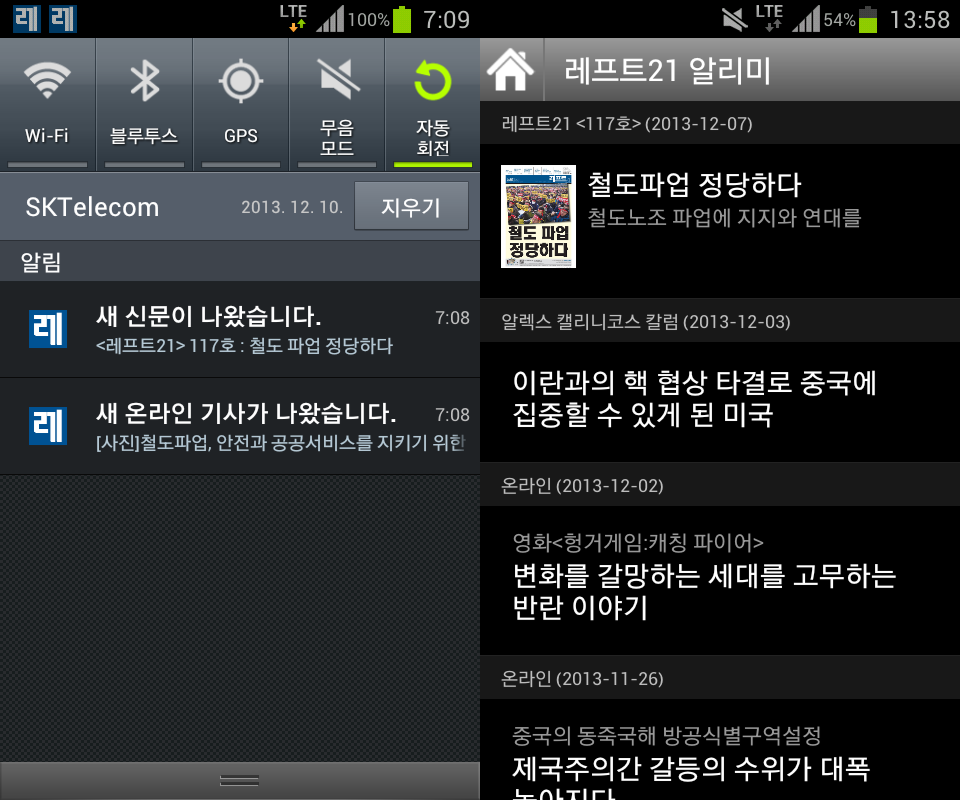 레 레 LTE 100% 7:09
Wi-Fi
블루투스
GPS
무음
모드
자동
회전
SKTelecom 2013. 12. 10. 지우기
알림
레
새 신문이 나왔습니다. 7:08
<레프트21> 117호 : 철도 파업 정당하다
레
새 온라인 기사가 나왔습니다. 7:08
[사진]철도파업, 안전과 공공서비스를 지키기 위한
LTE 54% 13:58
레프트21 알리미
레프트21 <117호> (2013-12-07)
철도 파업
정당하다
철도파업 정당하다
철도노조 파업에 지지와 연대를
알렉스 캘리니코스 칼럼 (2013-12-03)
이란과의 핵 협상 타결로 중국에
집중할 수 있게 된 미국
온라인 (2013-12-02)
영화<헝거게임:캐칭 파이어>
변화를 갈망하는 세대를 고무하는
반란 이야기
온라인 (2013-11-26)
중국의 동죽국해 방공식별구역설정
제국주의간 갈등의 수위가 대폭
높아지다